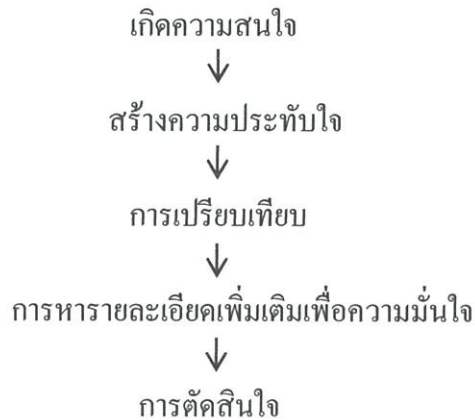 เกิดความสนใจ
สร้างความประทับใจ
การเปรียบเทียบ
การหารายละเอียดเพิ่มเติมเพื่อความมั่นใจ
การตัดสินใจ